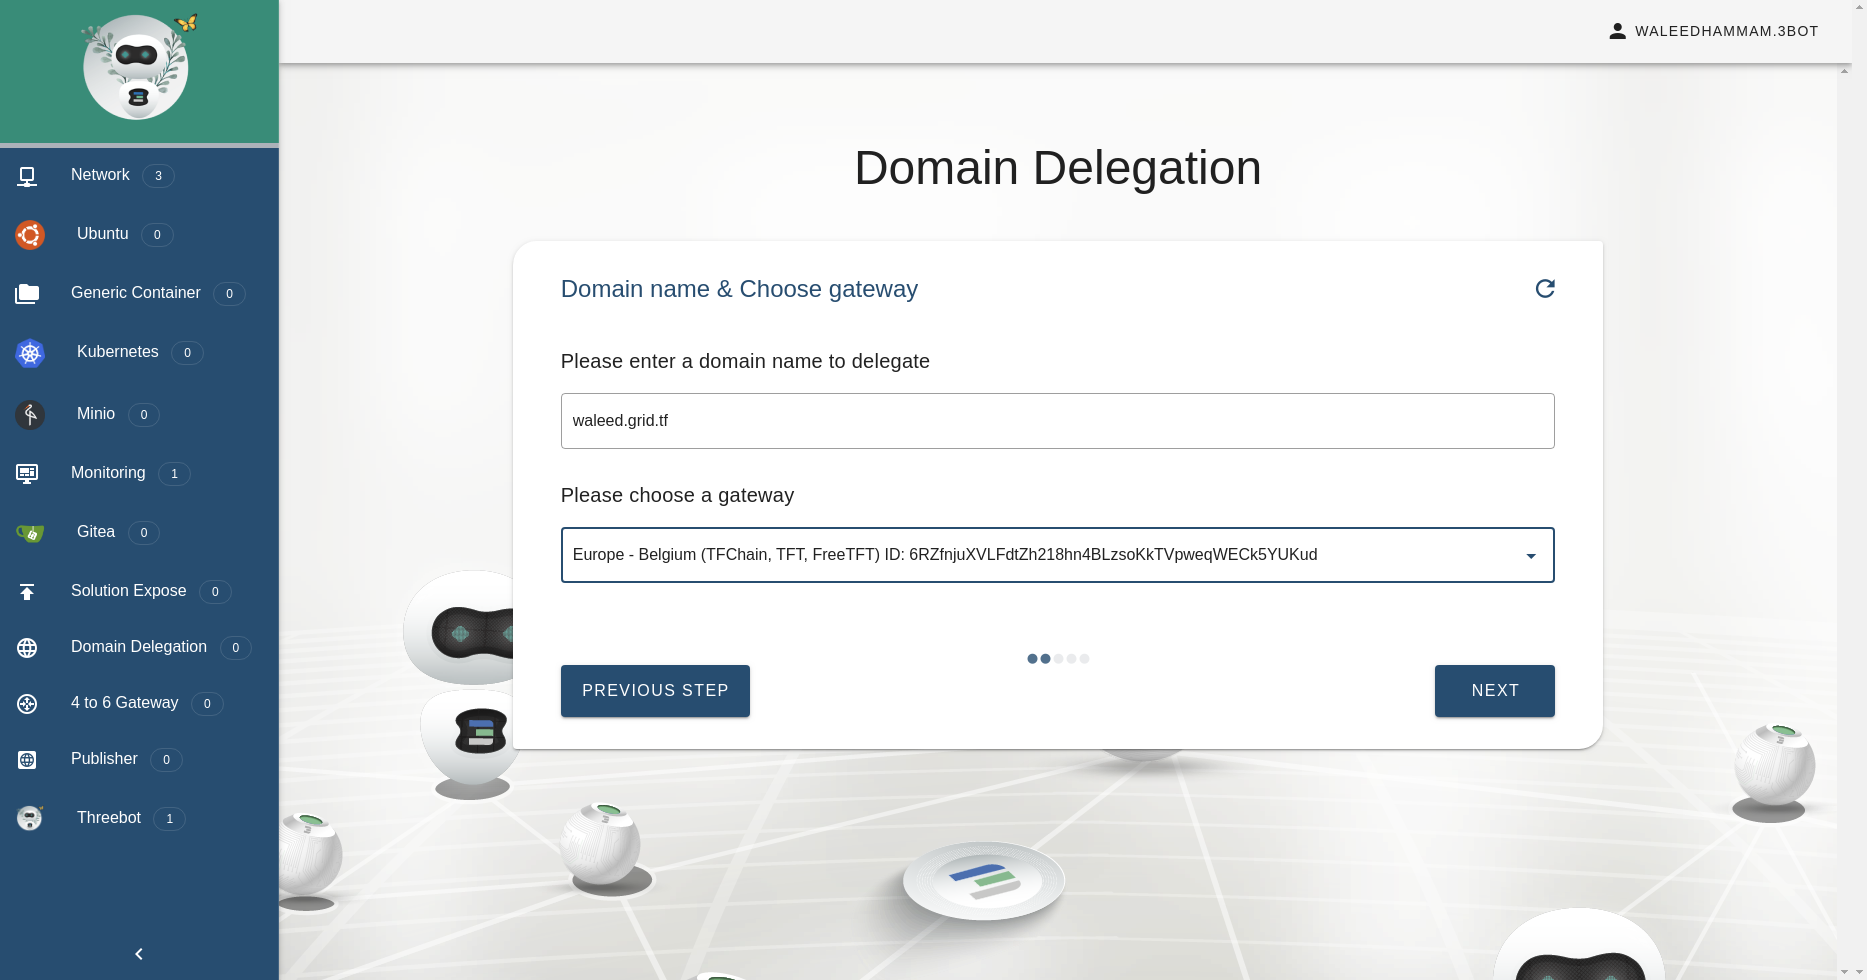 WALEEDHAMMAM.3BOT
Network 3
Ubuntu 0
Generic Container 0
Kubernetes 0
Minio 0
Monitoring 1
Gitea 0
Solution Expose 0
Domain Delegation 0
4 to 6 Gateway 0
Publisher 0
Threebot 1
Domain Delegation
Domain name & Choose gateway
Please enter a domain name to delegate
waleed.grid.tf
Please choose a gateway
Europe - Belgium (TFChain, TFT, FreeTFT) ID: 6RZfnjuXVLFdtZh218hn4BLzsoKkTVpweqWECk5YUKud
PREVIOUS STEP
NEXT